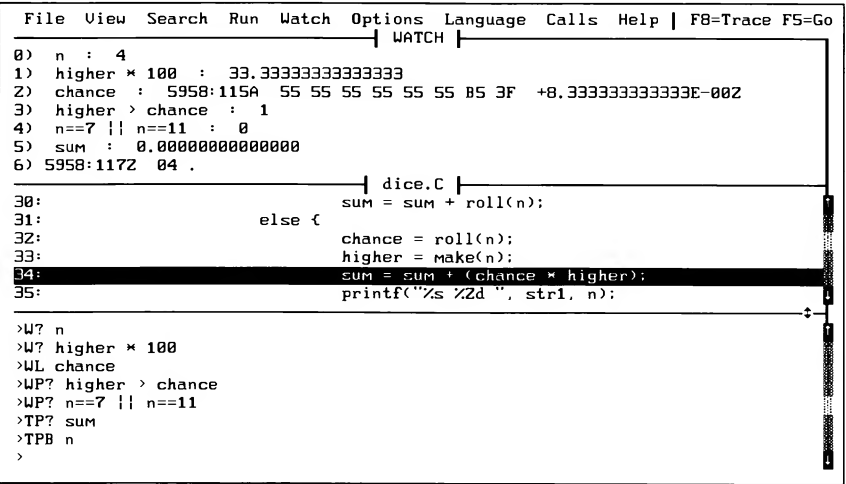 File View Search Run Watch Options Language Calls Help | F8=Trace F5=Go
WATCH
0) n : 4
1) higher * 100 : 33.33333333333333
2) chance : 5958:115A 55 55 55 55 55 55 B5 3F +8.333333333333E-002
3) higher > chance : 1
4) n==7 || n==11 : 0
5) sum : 0.00000000000000
6) 5958:1172 04 .
dice.C
30: sum = sum + roll(n);
31: else {
32: chance = roll(n);
33: higher = make(n);
34: sum = sum + (chance * higher);
35: printf("%s %2d ", str1, n);
>W? n
>W? higher * 100
>WL chance
>WP? higher > chance
>WP? n==7 || n==11
>TP? sum
>TPB n
>